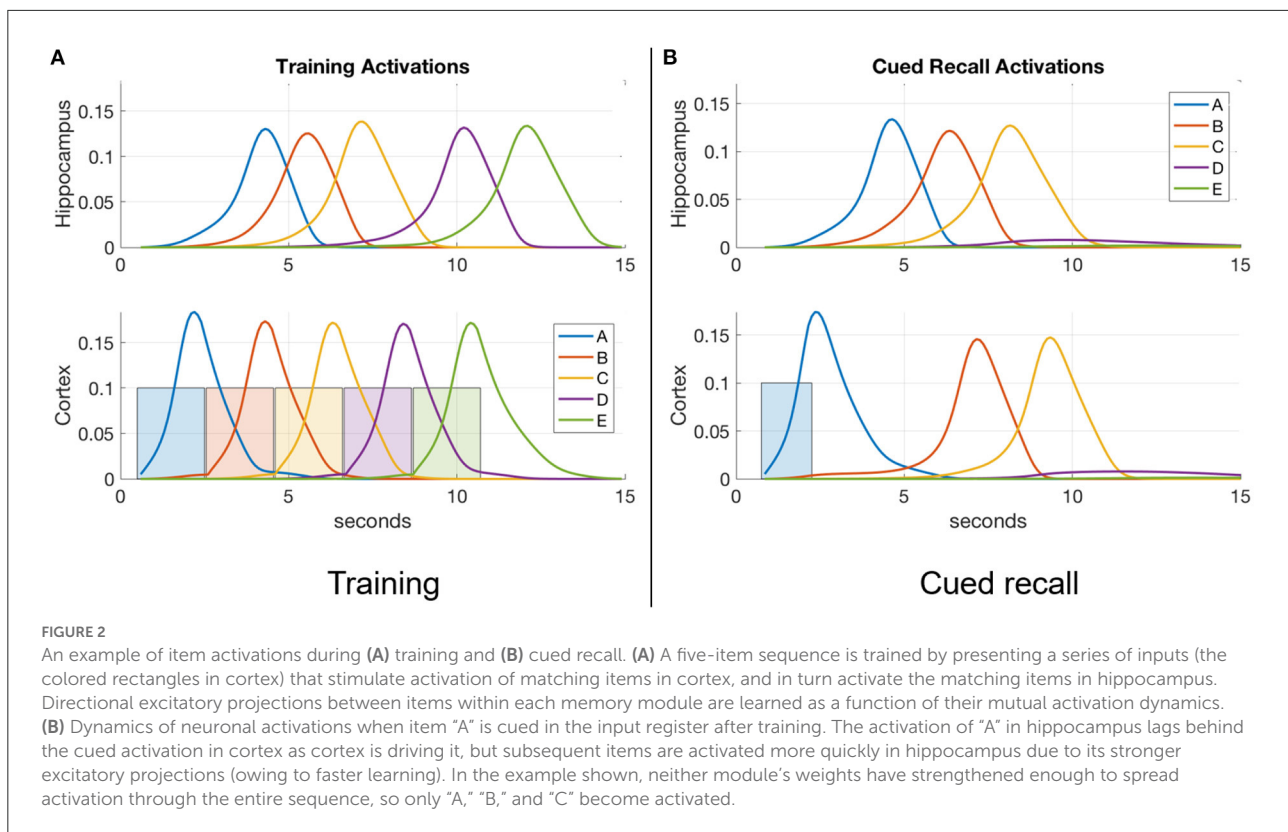 A
Training Activations
Hippocampus
0.15
0.1
0.05
0
0
5
10
15
Cortex
0.15
0.1
0.05
0
A
B
C
D
E
0
5
10
15
seconds
Training
B
Cued Recall Activations
Hippocampus
0.15
0.1
0.05
0
A
B
C
D
E
0
5
10
15
Cortex
0.15
0.1
0.05
0
0
5
10
15
seconds
Cued recall
FIGURE 2
An example of item activations during (A) training and (B) cued recall. (A) A five-item sequence is trained by presenting a series of inputs (the
colored rectangles in cortex) that stimulate activation of matching items in cortex, and in turn activate the matching items in hippocampus.
Directional excitatory projections between items within each memory module are learned as a function of their mutual activation dynamics.
(B) Dynamics of neuronal activations when item “A” is cued in the input register after training. The activation of “A” in hippocampus lags behind
the cued activation in cortex as cortex is driving it, but subsequent items are activated more quickly in hippocampus due to its stronger
excitatory projections (owing to faster learning). In the example shown, neither module’s weights have strengthened enough to spread
activation through the entire sequence, so only “A,” “B,” and “C” become activated.